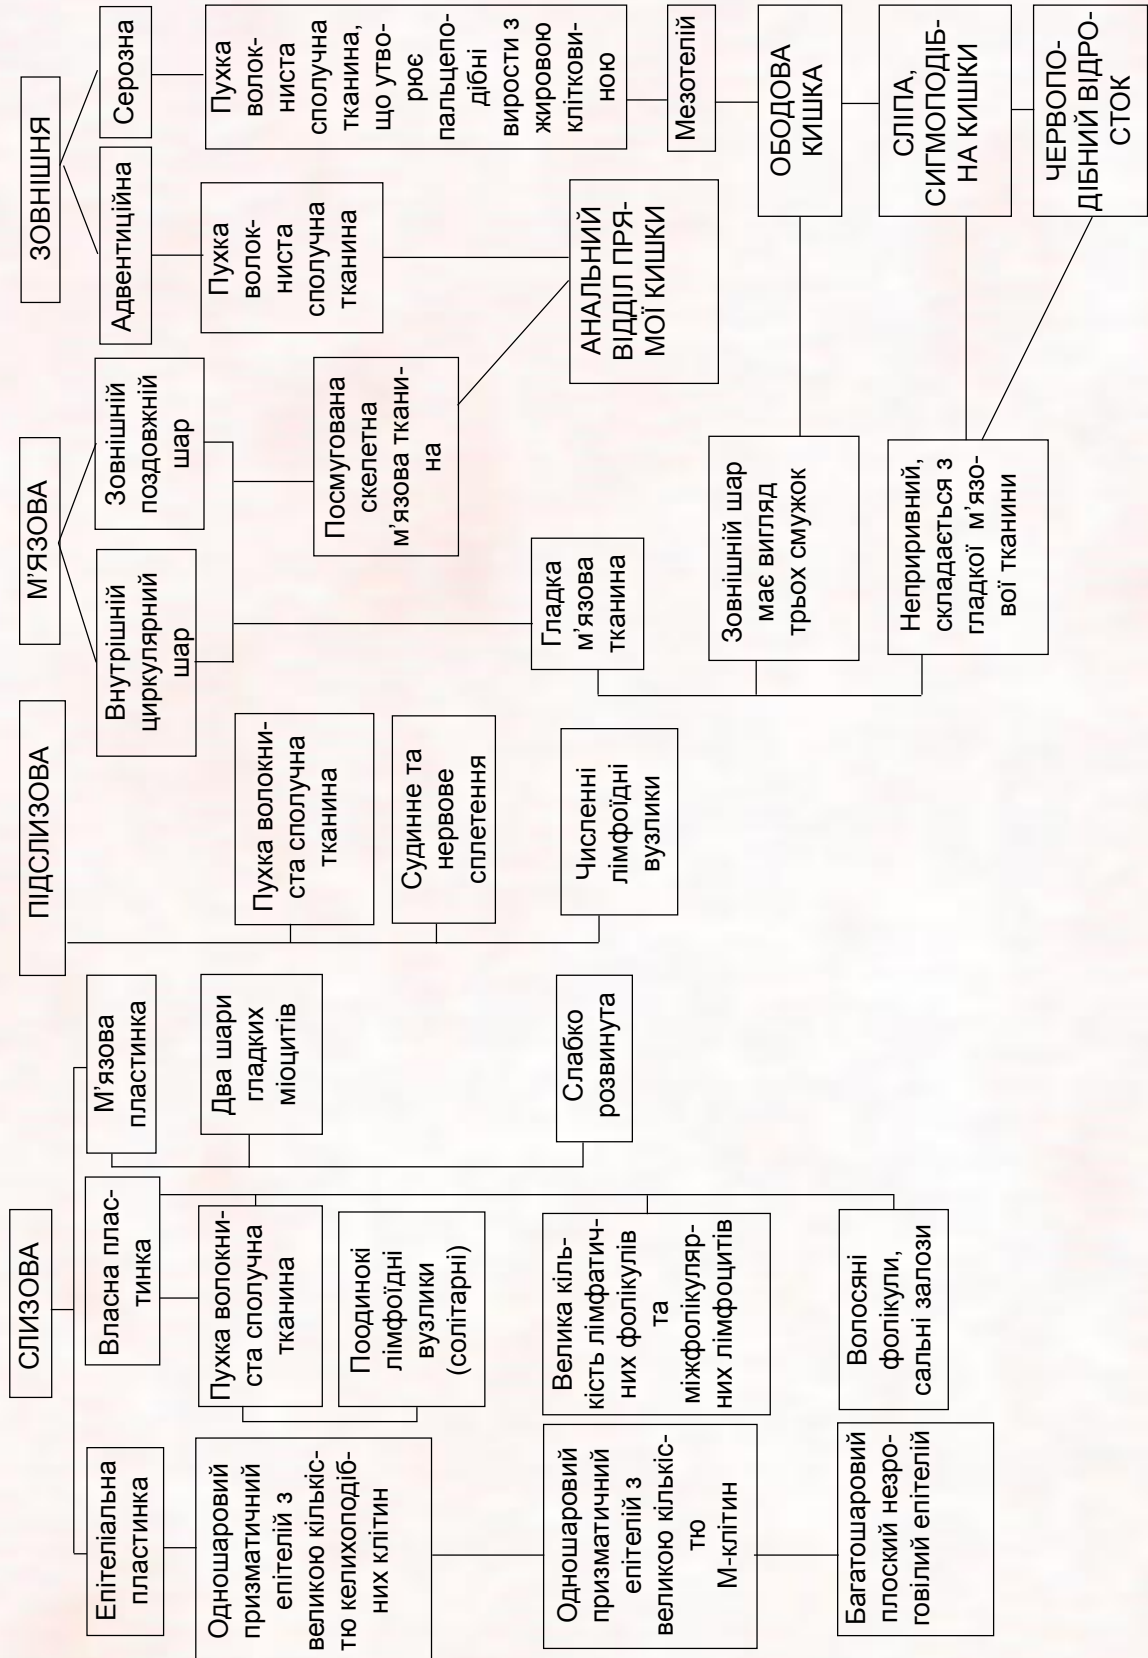 СЛИЗОВА
Епітеліальна
пластинка
Одношаровий
призматичний
епітелій з
великою кількіс-
тю келихоподіб-
них клітин
Одношаровий
призматичний
епітелій з
великою кількіс-
тю
М-клітин
Багатошаровий
плоский незро-
говілий епітелій
Власна плас-
тинка
Пухка волокни-
ста сполучна
тканина
Поодинокі
лімфоїдні
вузлики
(солітарні)
Велика кіль-
кість лімфатич-
них фолікулів
та
міжфолікуляр-
них лімфоцитів
Волосяні
фолікули,
сальні залози
М'язова
пластинка
Два шари
гладких
міоцитів
Слабко
розвинута
ПІДСЛИЗОВА
Пухка волокни-
ста сполучна
тканина
Судинне та
нервове
сплетення
Численні
лімфоїдні
вузлики
М'ЯЗОВА
Внутрішній
циркулярний
шар
Зовнішній
поздовжній
шар
Посмугована
скелетна
м'язова ткани-
на
Гладка
м'язова
тканина
Зовнішній шар
має вигляд
трьох смужок
Неприривний,
складається з
гладкої м'язо-
вої тканини
ЗОВНІШНЯ
Адвентиційна
Пухка
волок-
ниста
сполучна
тканина
АНАЛЬНИЙ
ВІДДІЛ ПРЯ-
МОЇ КИШКИ
Серозна
Пухка
волок-
ниста
сполучна
тканина,
що утво-
рює
пальцепо-
дібні
вирости з
жировою
клітковин-
ною
Мезотелій
ОБОДОВА
КИШКА
СЛІПА,
СИГМОПОДІБ-
НА КИШКИ
ЧЕРВОПО-
ДІБНИЙ ВІДРО-
СТОК